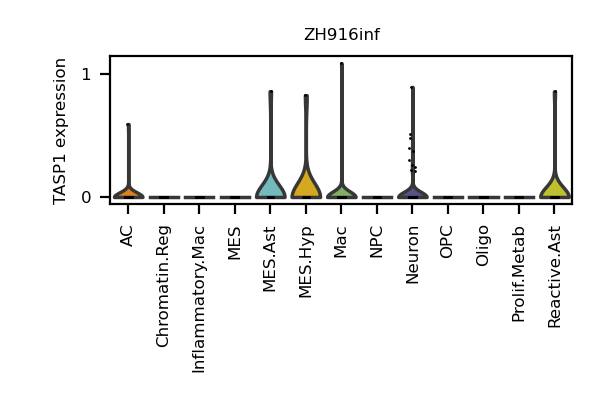 ZH916inf
TASP1 expression
1
0
AC
Chromatin.Reg
Inflammatory.Mac
MES
MES.Ast
MES.Hyp
Mac
NPC
Neuron
OPC
Oligo
Prolif.Metab
Reactive.Ast